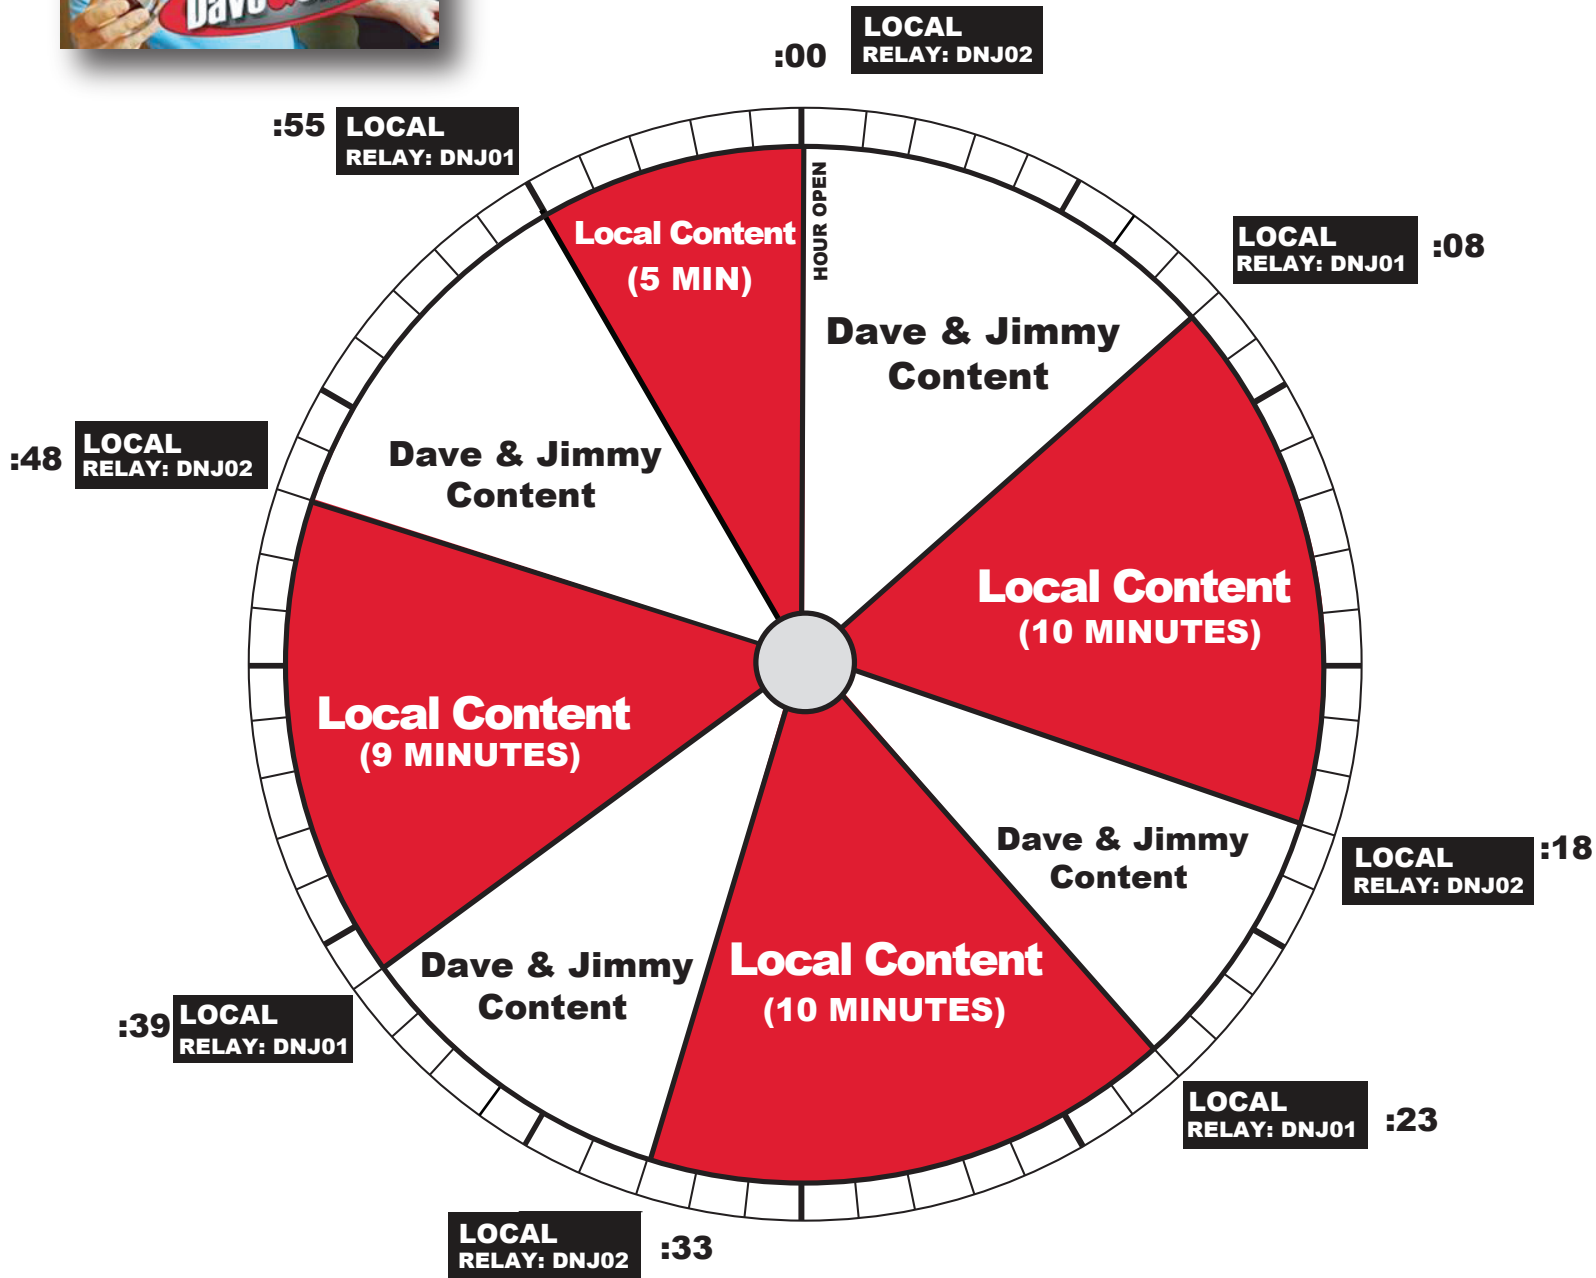 Dave
:00
LOCAL
RELAY: DNJ02
:55
LOCAL
RELAY: DNJ01
HOUR OPEN
Local Content
(5 MIN)
LOCAL
RELAY: DNJ01
:08
Dave & Jimmy
Content
:48
LOCAL
RELAY: DNJ02
Dave & Jimmy
Content
Local Content
(10 MINUTES)
Local Content
(9 MINUTES)
Dave & Jimmy
Content
LOCAL
RELAY: DNJ02
:18
Dave & Jimmy
Content
Local Content
(10 MINUTES)
:39
LOCAL
RELAY: DNJ01
LOCAL
RELAY: DNJ01
:23
LOCAL
RELAY: DNJ02
:33